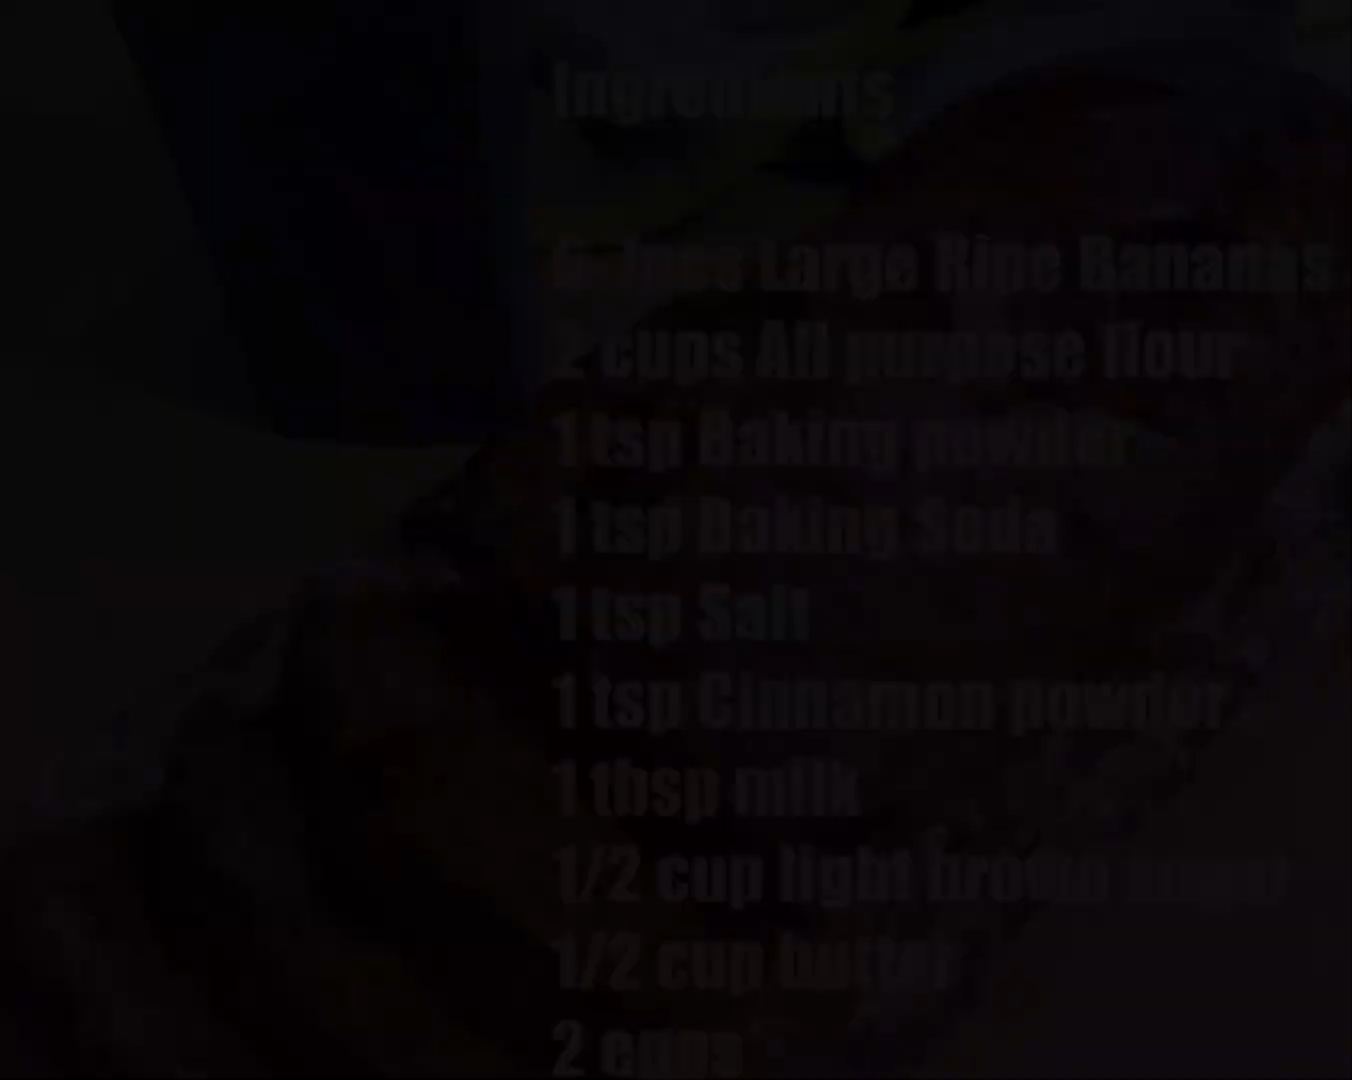 Ingredients
Large Ripe Bananas
2 cups All purpose flour
1 tsp Baking powder
1 tsp Baking Soda
1 tsp Salt
1 tsp Cinnamon powder
1 tbsp milk
1/2 cup light brown sugar
1/2 cup butter
2 cups